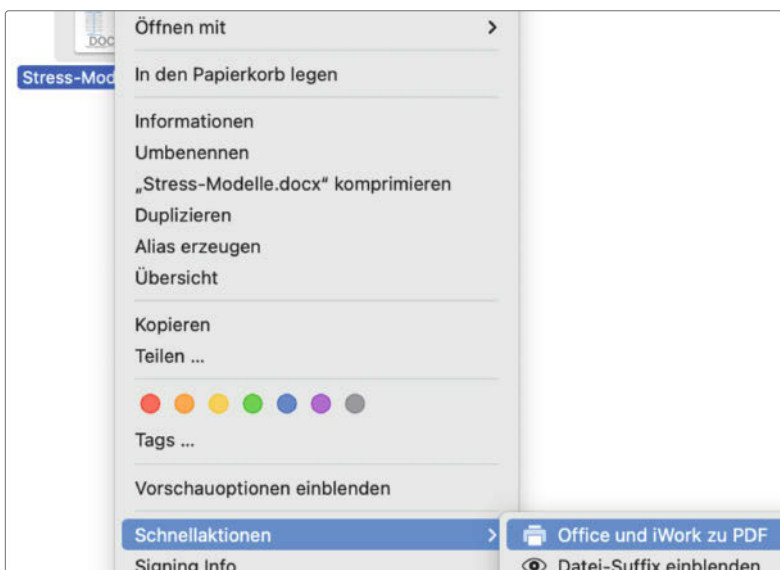 DOC
Öffnen mit
In den Papierkorb legen
Stress-Mod
Informationen
Umbenennen
„Stress-Modelle.docx“ komprimieren
Duplizieren
Alias erzeugen
Übersicht
Kopieren
Teilen ...
Tags ...
Vorschauoptionen einblenden
Schnellaktionen
Office und iWork zu PDF
Signing Info
Datei-Suffix einblenden